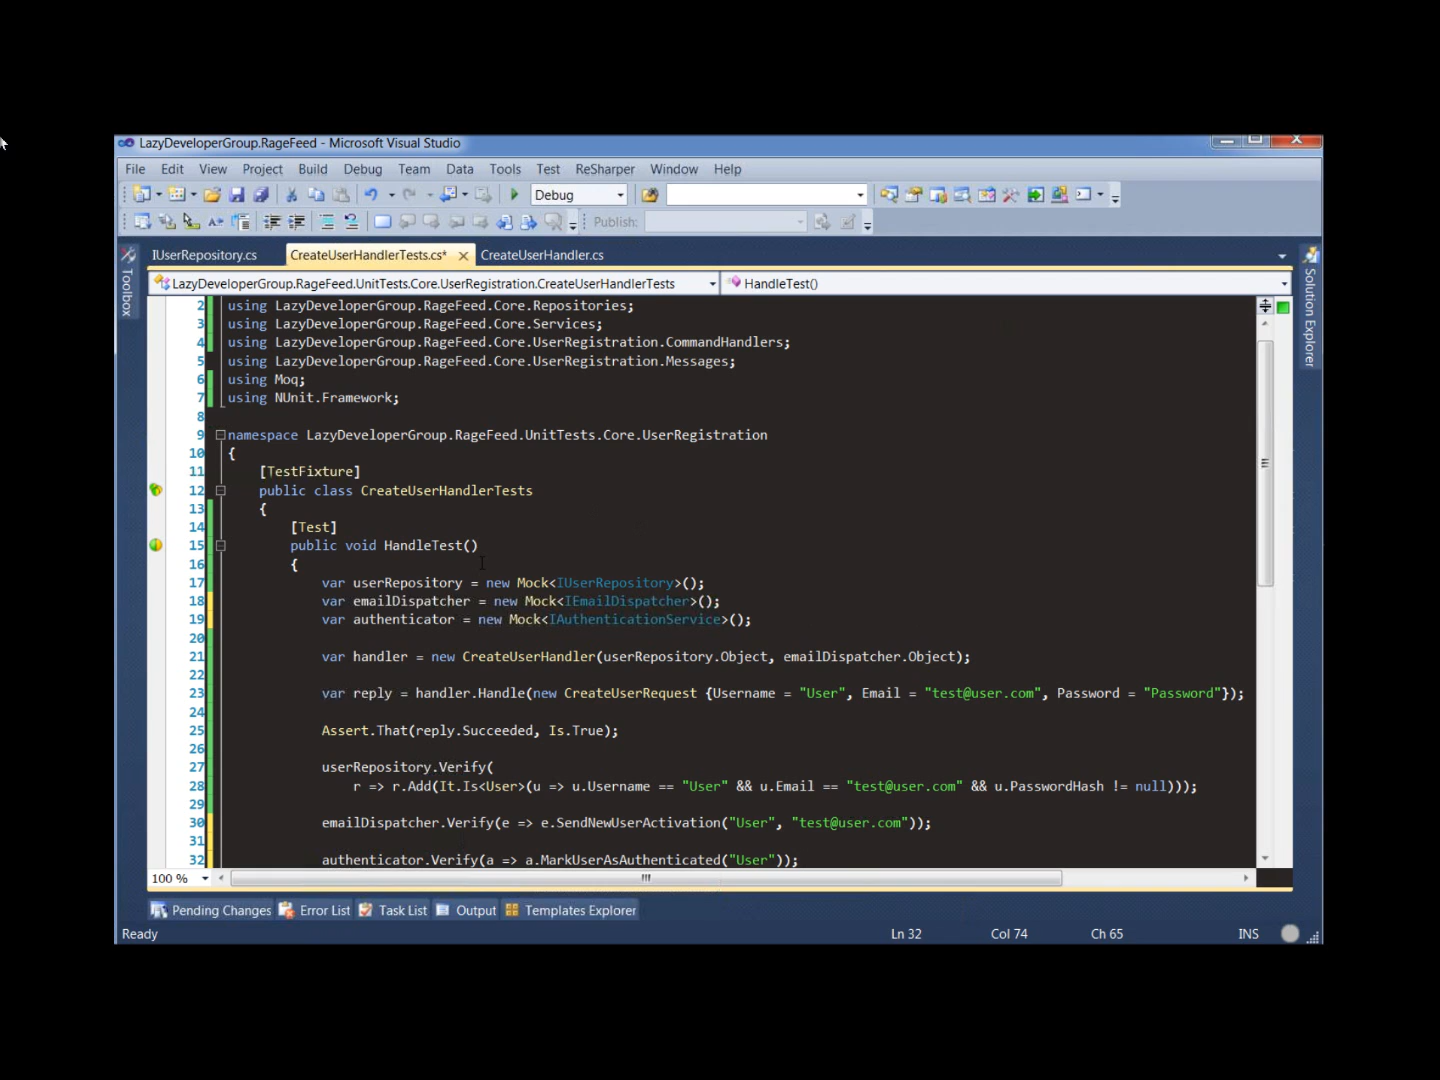 LazyDeveloperGroup.RageFeed - Microsoft Visual Studio
File Edit View Project Build Debug Team Data Tools Test ReSharper Window Help
Debug
Publish:
IUserRepository.cs CreateUserHandlerTests.cs* CreateUserHandler.cs
Toolbox
Solution Explorer
LazyDeveloperGroup.RageFeed.UnitTests.Core.UserRegistration.CreateUserHandlerTests HandleTest()
2 using LazyDeveloperGroup.RageFeed.Core.Repositories;
3 using LazyDeveloperGroup.RageFeed.Core.Services;
4 using LazyDeveloperGroup.RageFeed.Core.UserRegistration.CommandHandlers;
5 using LazyDeveloperGroup.RageFeed.Core.UserRegistration.Messages;
6 using Moq;
7 using NUnit.Framework;
8
9 namespace LazyDeveloperGroup.RageFeed.UnitTests.Core.UserRegistration
10 {
11 [TestFixture]
12 public class CreateUserHandlerTests
13 {
14 [Test]
15 public void HandleTest()
16 {
17 var userRepository = new Mock<IUserRepository>();
18 var emailDispatcher = new Mock<IEmailDispatcher>();
19 var authenticator = new Mock<IAuthenticationService>();
20
21 var handler = new CreateUserHandler(userRepository.Object, emailDispatcher.Object);
22
23 var reply = handler.Handle(new CreateUserRequest {Username = "User", Email = "test@user.com", Password = "Password"});
24
25 Assert.That(reply.Succeeded, Is.True);
26
27 userRepository.Verify(
28 r => r.Add(It.Is<User>(u => u.Username == "User" && u.Email == "test@user.com" && u.PasswordHash != null)));
29
30 emailDispatcher.Verify(e => e.SendNewUserActivation("User", "test@user.com"));
31
32 authenticator.Verify(a => a.MarkUserAsAuthenticated("User"));
100 %
Pending Changes Error List Task List Output Templates Explorer
Ready Ln 32 Col 74 Ch 65 INS